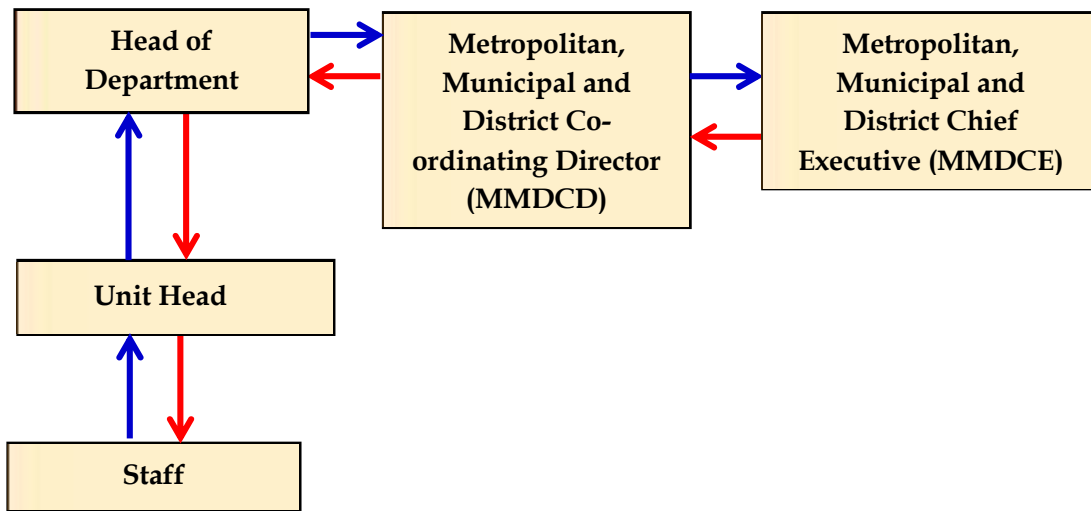 Head of
Department
Metropolitan,
Municipal and
District Co-
ordinating Director
(MMDCD)
Metropolitan,
Municipal and
District Chief
Executive (MMDCE)
Unit Head
Staff